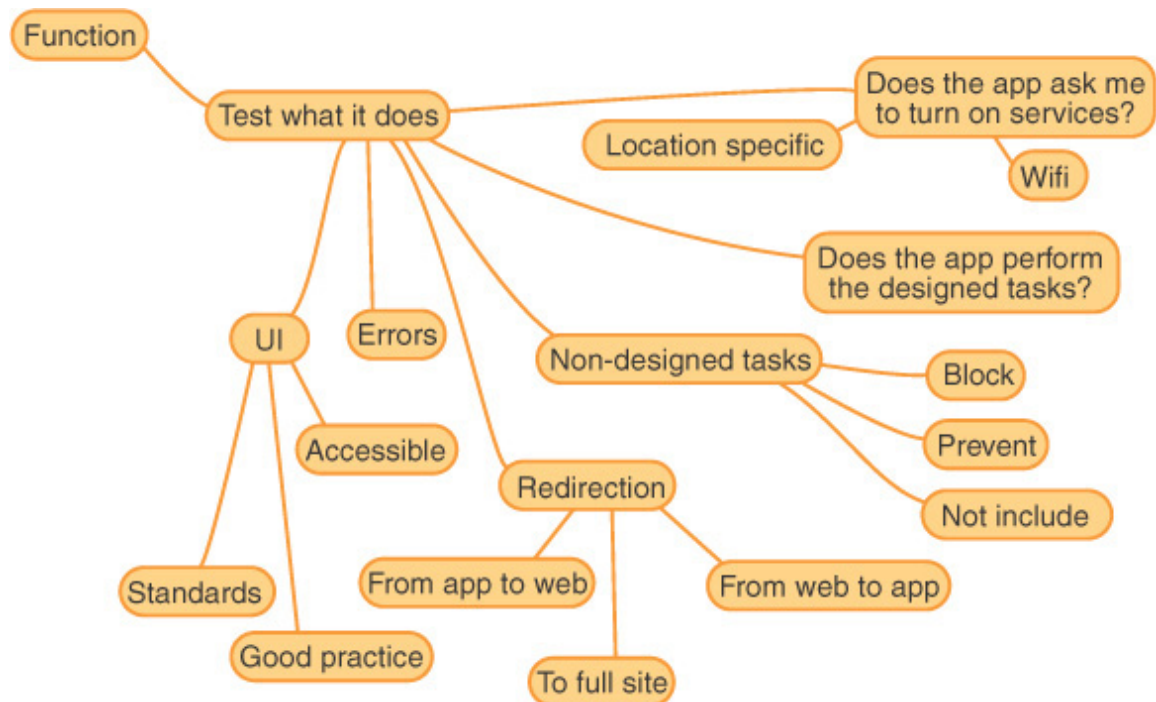 Function
Test what it does
Does the app ask me
to turn on services?
Location specific
Wifi
Does the app perform
the designed tasks?
UI
Errors
Non-designed tasks
Block
Prevent
Not include
Accessible
Redirection
Standards
Good practice
From app to web
From web to app
To full site